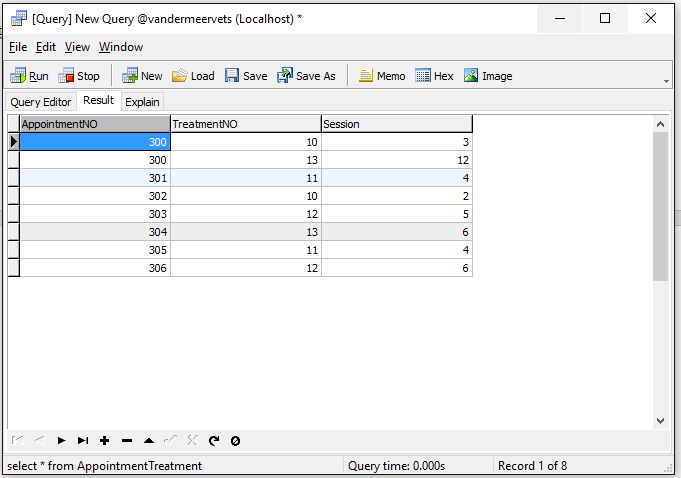 [Query] New Query @vandermeervets (Localhost) *
File Edit View Window
Run Stop New Load Save Save As Memo Hex Image
Query Editor Result Explain
AppointmentNO TreatmentNO Session
300 10 3
300 13 12
301 11 4
302 10 2
303 12 5
304 13 6
305 11 4
306 12 6
select * from AppointmentTreatment Query time: 0.000s Record 1 of 8